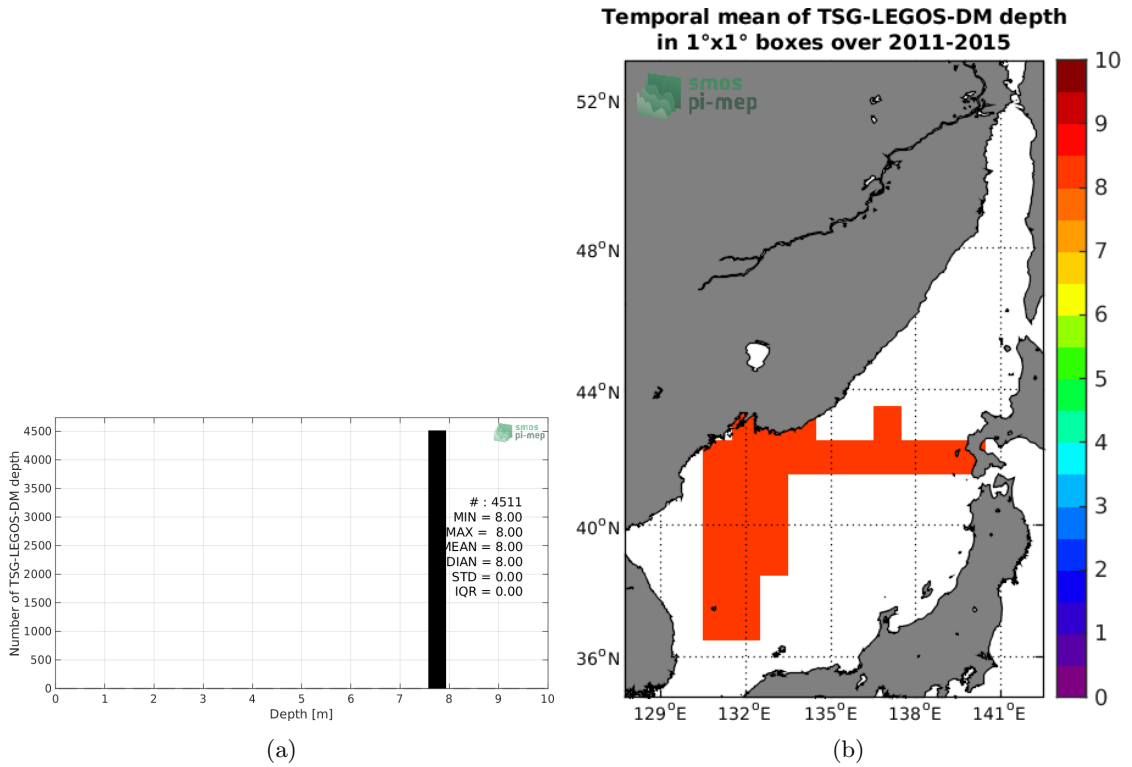 Temporal mean of TSG-LEGOS-DM depth
in 1°x1° boxes over 2011-2015
smos
pi-mep
52°N
48°N
44°N
40°N
36°N
129°E
132°E
135°E
138°E
141°E
10
9
8
7
6
5
4
3
2
1
0
Number of TSG-LEGOS-DM depth
4500
4000
3500
3000
2500
2000
1500
1000
500
0
smos
pi-mep
# : 4511
MIN = 8.00
MAX = 8.00
MEAN = 8.00
DIAN = 8.00
STD = 0.00
IQR = 0.00
0 1 2 3 4 5 6 7 8 9 10
Depth [m]
(a)
(b)